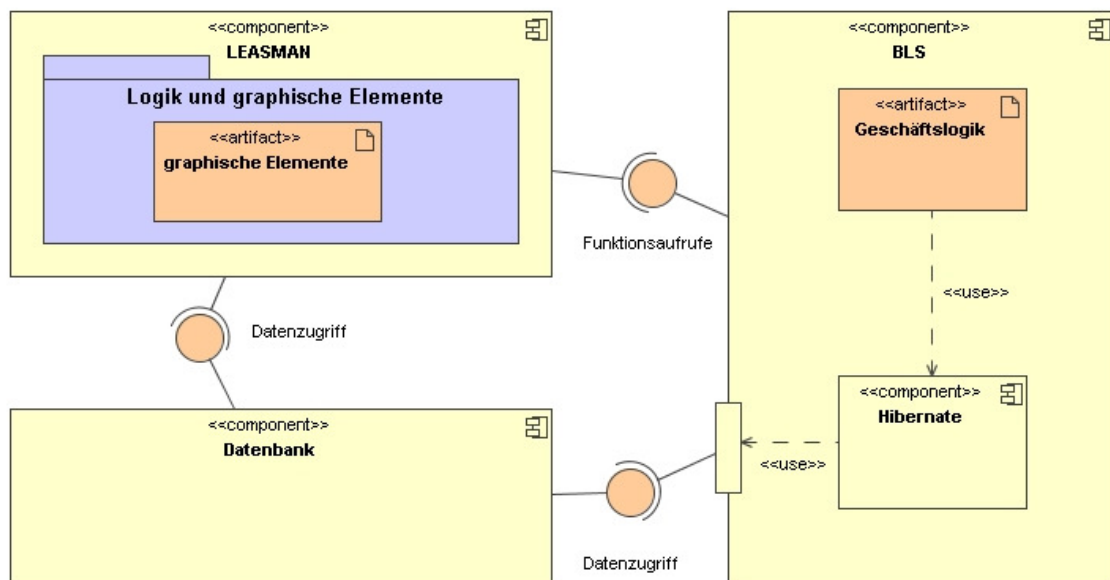 <<component>>
LEASMAN
Logik und graphische Elemente
<<artifact>>
graphische Elemente
<<component>>
BLS
<<artifact>>
Geschäftslogik
Funktionsaufrufe
<<use>>
Datenzugriff
<<component>>
Hibernate
<<component>>
Datenbank
<<use>>
Datenzugriff